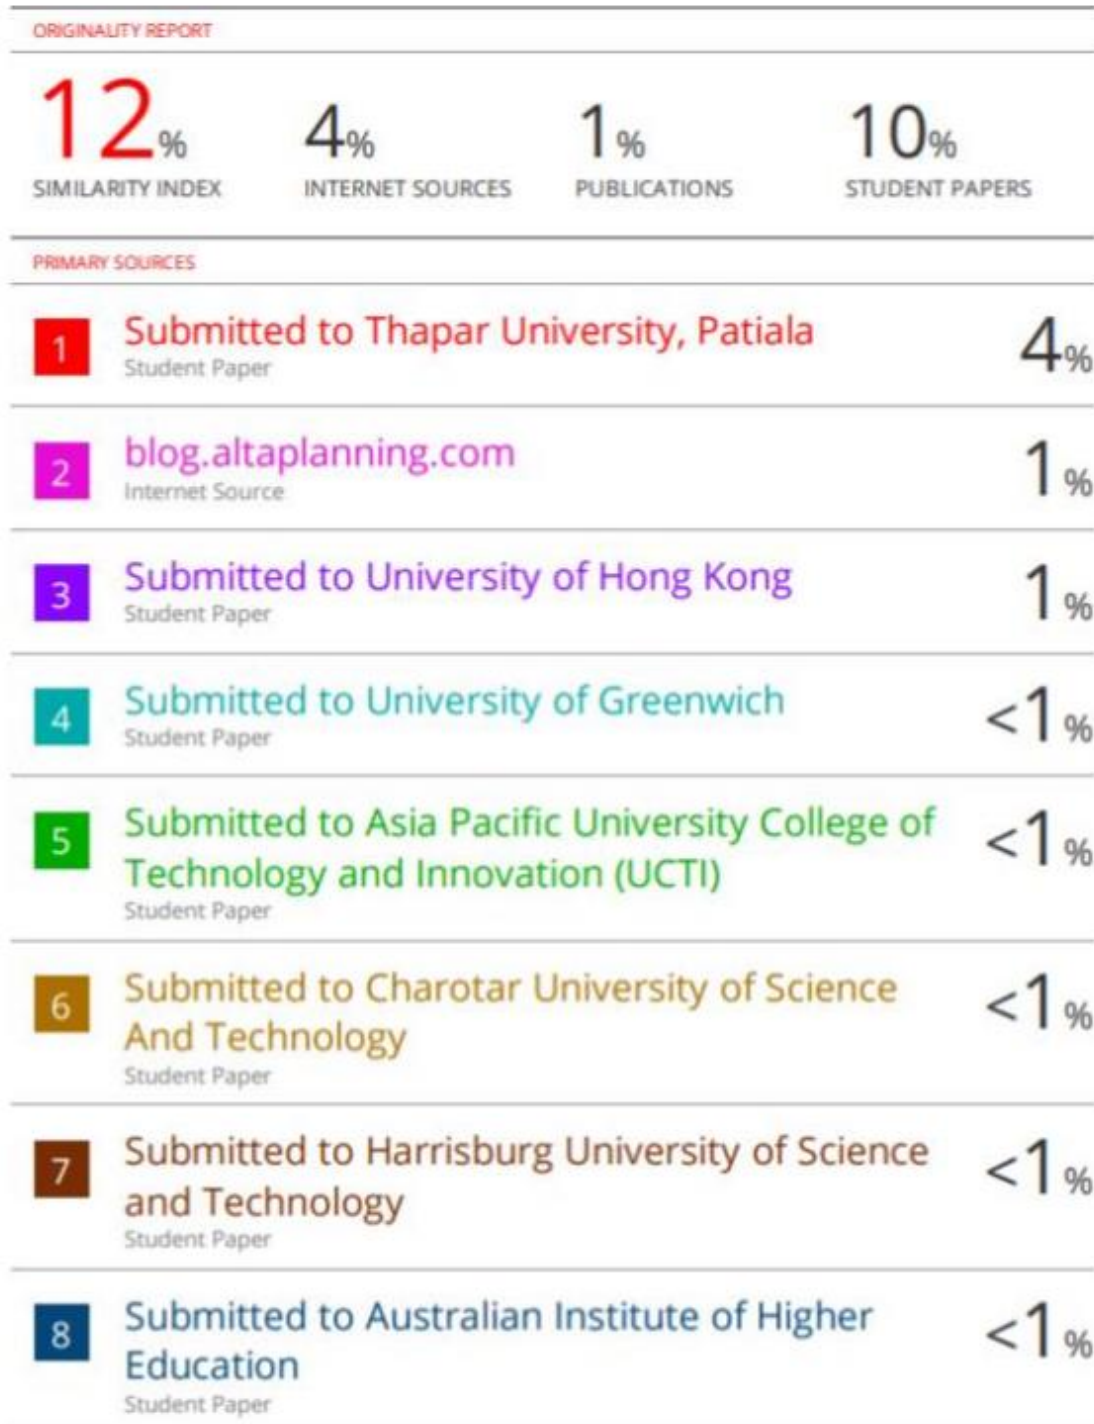 ORIGINALITY REPORT
12% 4% 1% 10%
SIMILARITY INDEX INTERNET SOURCES PUBLICATIONS STUDENT PAPERS
PRIMARY SOURCES
1 Submitted to Thapar University, Patiala 4%
Student Paper
2 blog.altaplanning.com 1%
Internet Source
3 Submitted to University of Hong Kong 1%
Student Paper
4 Submitted to University of Greenwich <1%
Student Paper
5 Submitted to Asia Pacific University College of <1%
Technology and Innovation (UCTI)
Student Paper
6 Submitted to Charotar University of Science <1%
And Technology
Student Paper
7 Submitted to Harrisburg University of Science <1%
and Technology
Student Paper
8 Submitted to Australian Institute of Higher <1%
Education
Student Paper